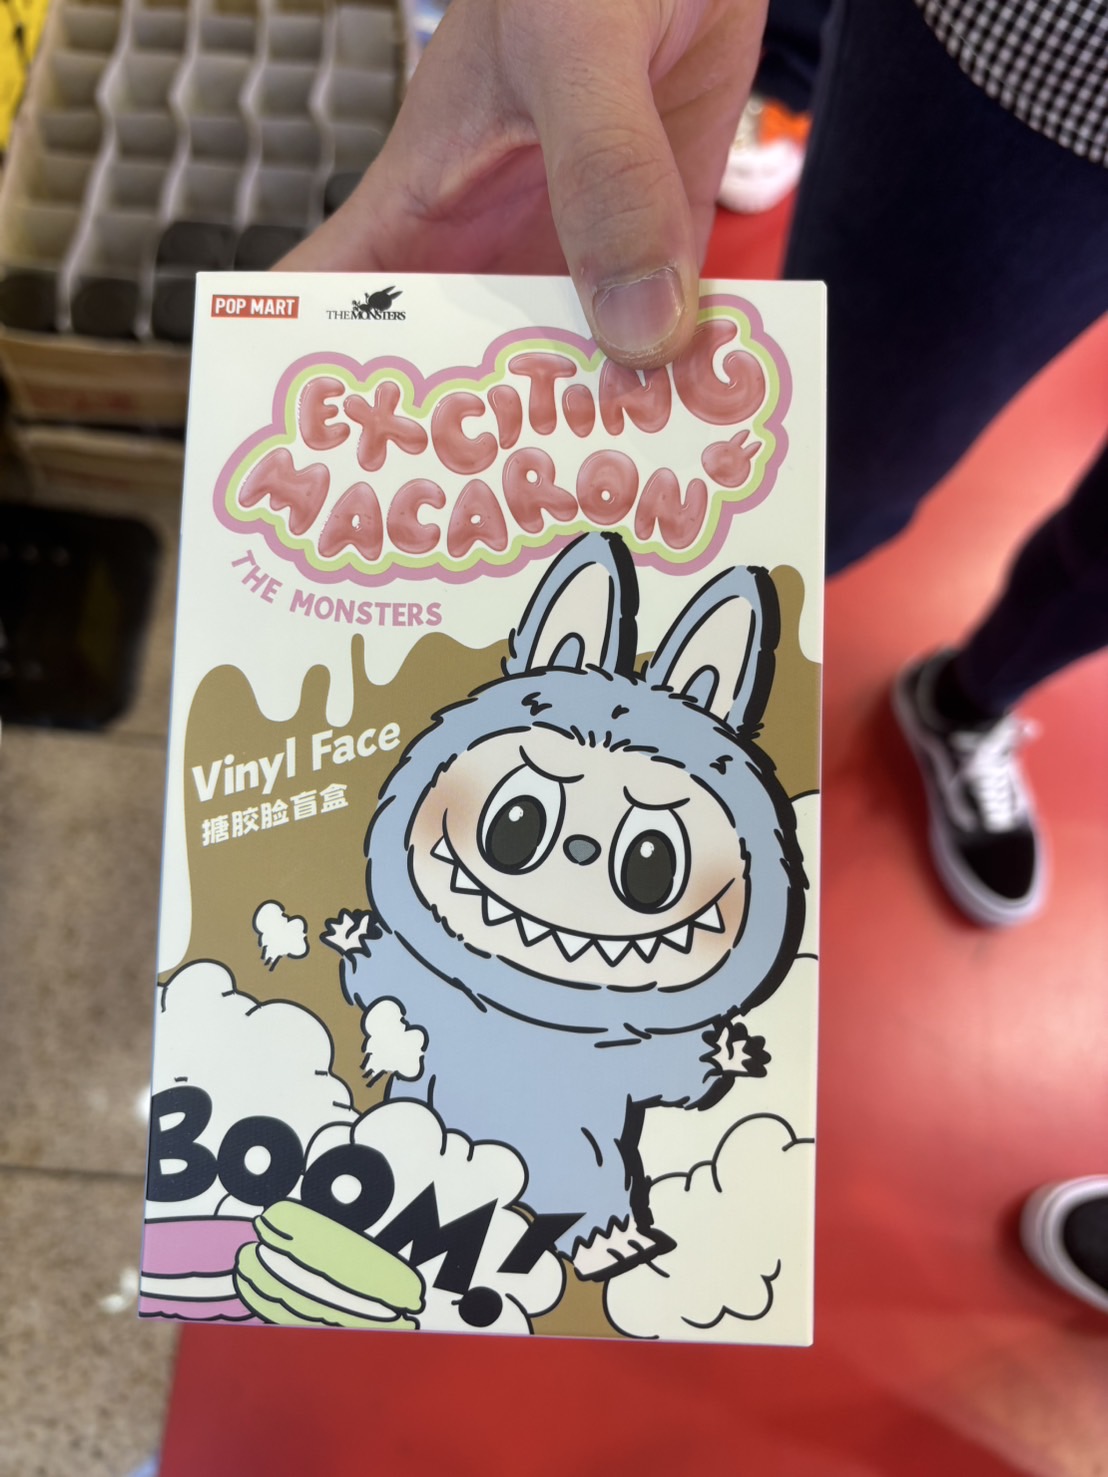 POP MART
THE MONSTERS
EXCITING
MACARON
THE MONSTERS
Vinyl Face
搪胶脸盲盒
BOOM!